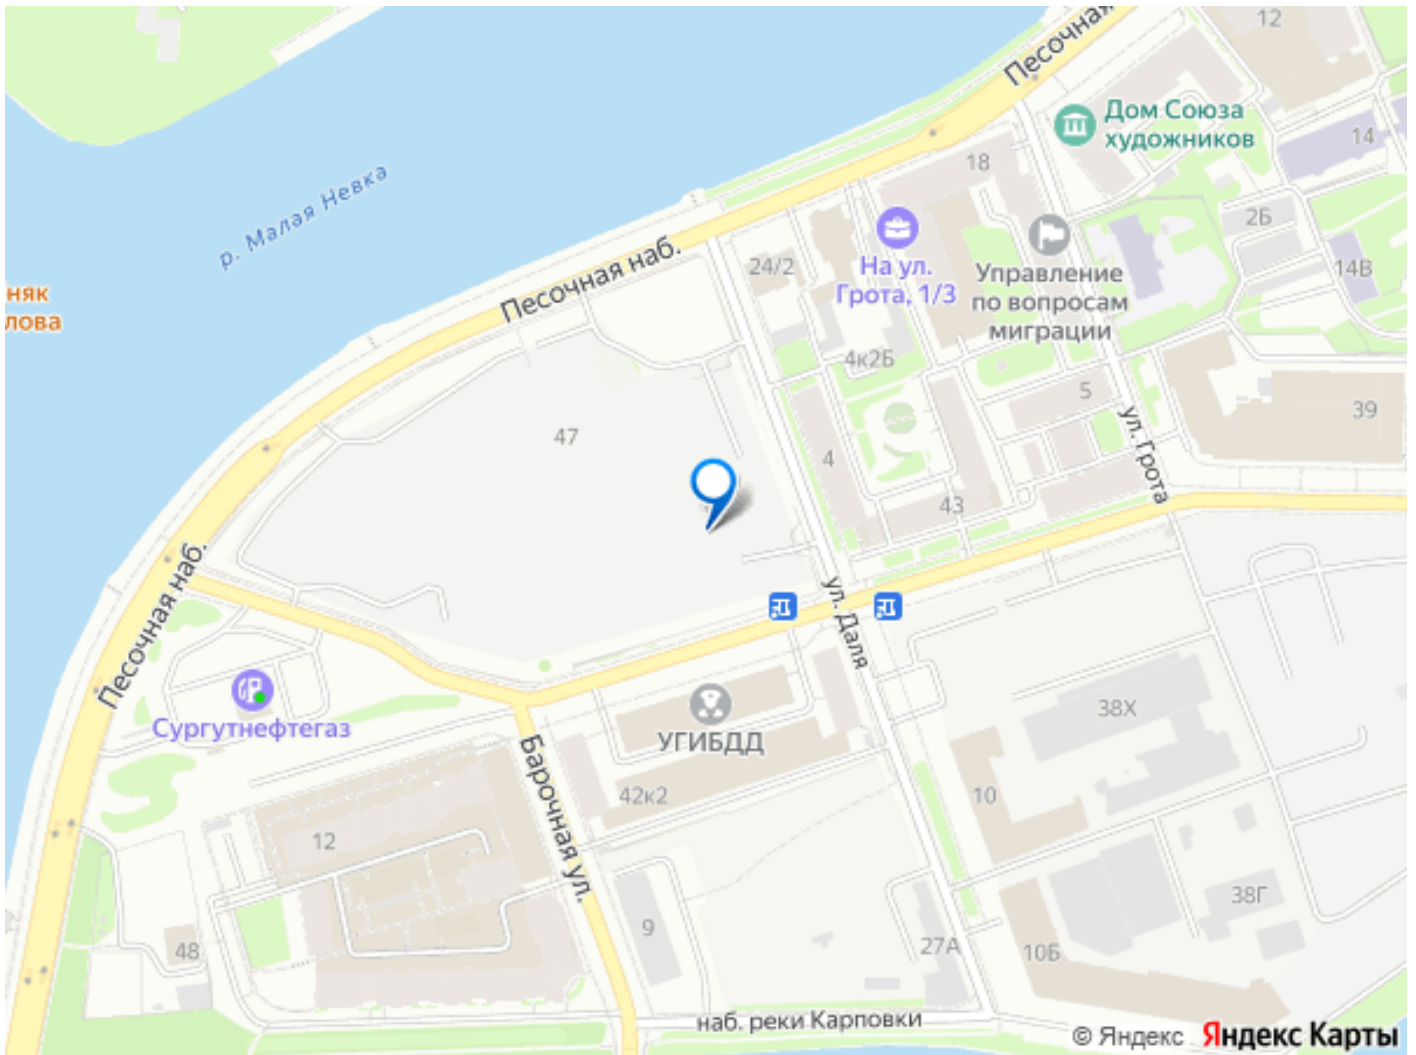 Песочная
12
Дом Союза
художников
14
18
р. Малая Невка
2Б
Песочная наб.
24/2
На ул.
Грота, 1/3
Управление
по вопросам
миграции
14В
няк
лова
4к2Б
5
39
47
4
ул. Грота
43
Песочная наб.
ул. Даля
Сургутнефтегаз
УГИБДД
38Х
Барочная ул.
42к2
10
12
38Г
9
48
27А
10Б
наб. реки Карповки
© Яндекс Яндекс Карты